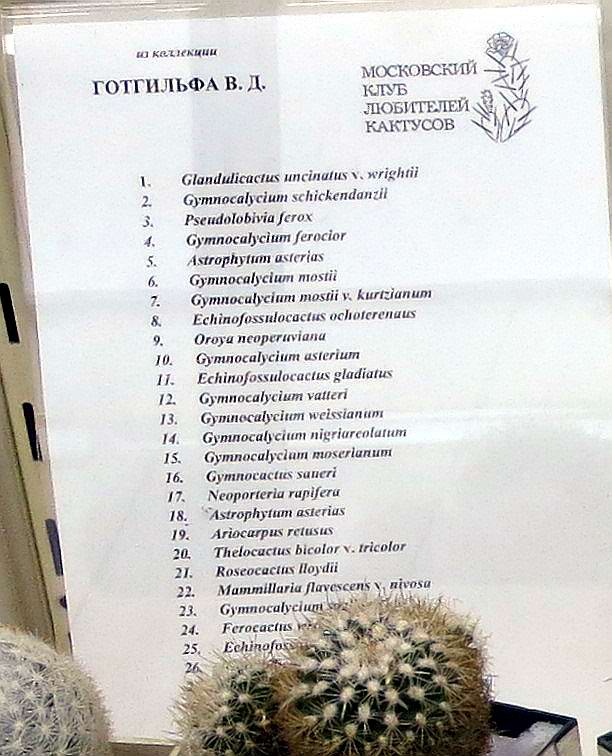 из коллекции
ГОТГИЛЬФА В. Д.
МОСКОВСКИЙ
КЛУБ
ЛЮБИТЕЛЕЙ
КАКТУСОВ
1. Glandulicactus uncinatus v. wrightii
2. Gymnocalycium schickendanzii
3. Pseudolobivia ferox
4. Gymnocalycium ferocior
5. Astrophytum asterias
6. Gymnocalycium mostii
7. Gymnocalycium mostii v. kurtzianum
8. Echinofossulocactus ochoterenaus
9. Oroya neoperuviana
10. Gymnocalycium asterium
11. Echinofossulocactus gladiatus
12. Gymnocalycium vatteri
13. Gymnocalycium weissianum
14. Gymnocalycium nigriareolatum
15. Gymnocalycium moserianum
16. Gymnocactus saueri
17. Neoporteria rapifera
18. Astrophytum asterias
19. Ariocarpus retusus
20. Thelocactus bicolor v. tricolor
21. Roseocactus lloydii
22. Mammillaria flavescens v. nivosa
23. Gymnocalycium
24. Ferocactus
25.
26